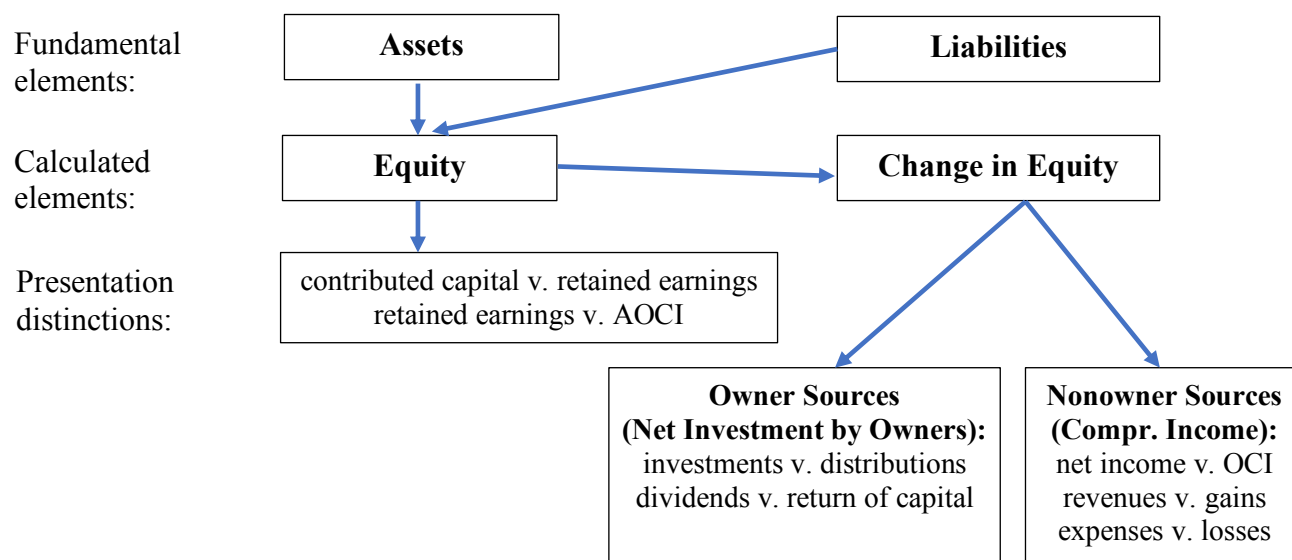 Fundamental
elements:
Assets
Liabilities
Calculated
elements:
Equity
Change in Equity
Presentation
distinctions:
contributed capital v. retained earnings
retained earnings v. AOCI
Owner Sources
(Net Investment by Owners):
investments v. distributions
dividends v. return of capital
Nonowner Sources
(Compr. Income):
net income v. OCI
revenues v. gains
expenses v. losses